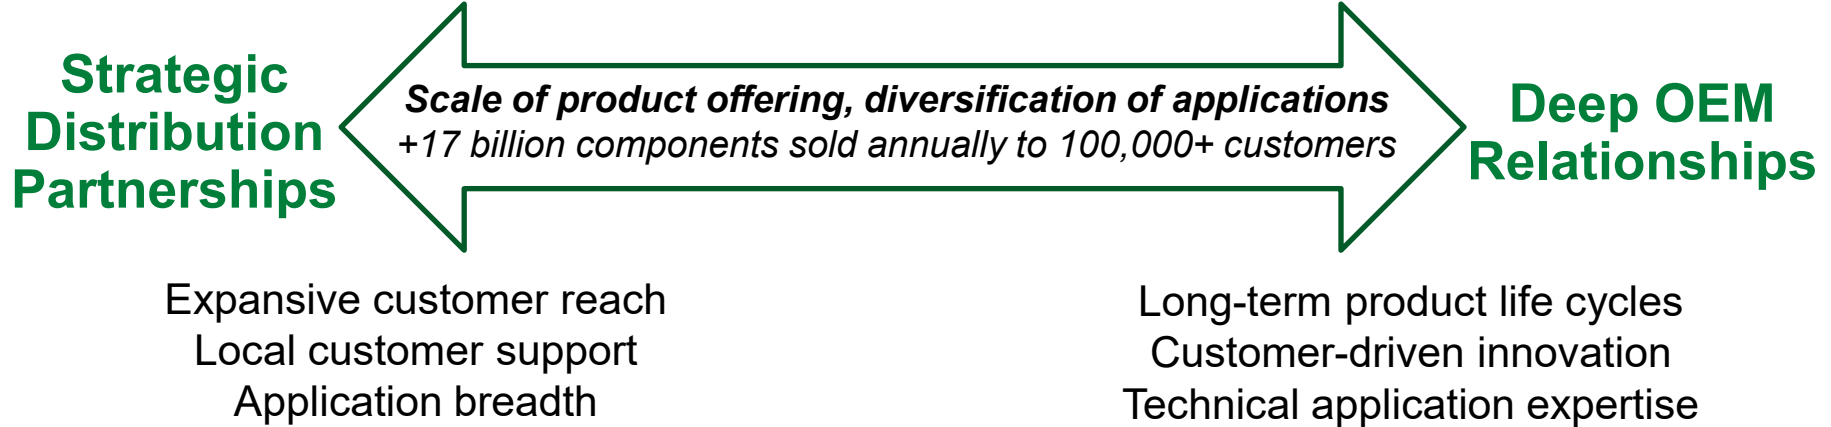 Strategic
Distribution
Partnerships
Scale of product offering, diversification of applications
+17 billion components sold annually to 100,000+ customers
Deep OEM
Relationships
Expansive customer reach
Local customer support
Application breadth
Long-term product life cycles
Customer-driven innovation
Technical application expertise